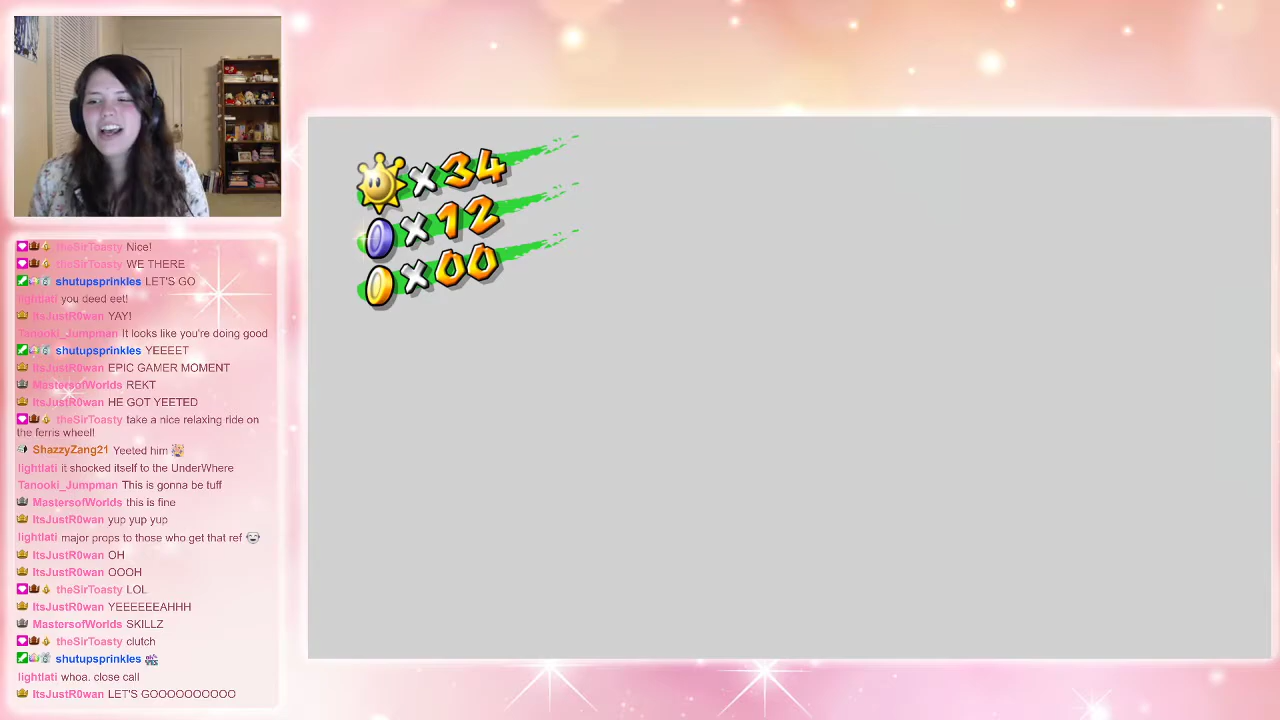 theSirToasty Nice!
theSirToasty WE THERE
shutupsprinkles LET'S GO
lightlati you deed eet!
ItsJustR0wan YAY!
Tanooki_Jumpman It looks like you're doing good
shutupsprinkles YEEEET
ItsJustR0wan EPIC GAMER MOMENT
MastersofWorlds REKT
ItsJustR0wan HE GOT YEETED
theSirToasty take a nice relaxing ride on
the ferris wheel!
ShazzyZang21 Yeeted him
lightlati it shocked itself to the UnderWhere
Tanooki_Jumpman This is gonna be tuff
MastersofWorlds this is fine
ItsJustR0wan yup yup yup
lightlati major props to those who get that ref
ItsJustR0wan OH
ItsJustR0wan OOOH
theSirToasty LOL
ItsJustR0wan YEEEEEEAHHH
MastersofWorlds SKILLZ
theSirToasty clutch
shutupsprinkles
lightlati whoa. close call
ItsJustR0wan LET'S GOOOOOOOOOO
×34
×12
×00